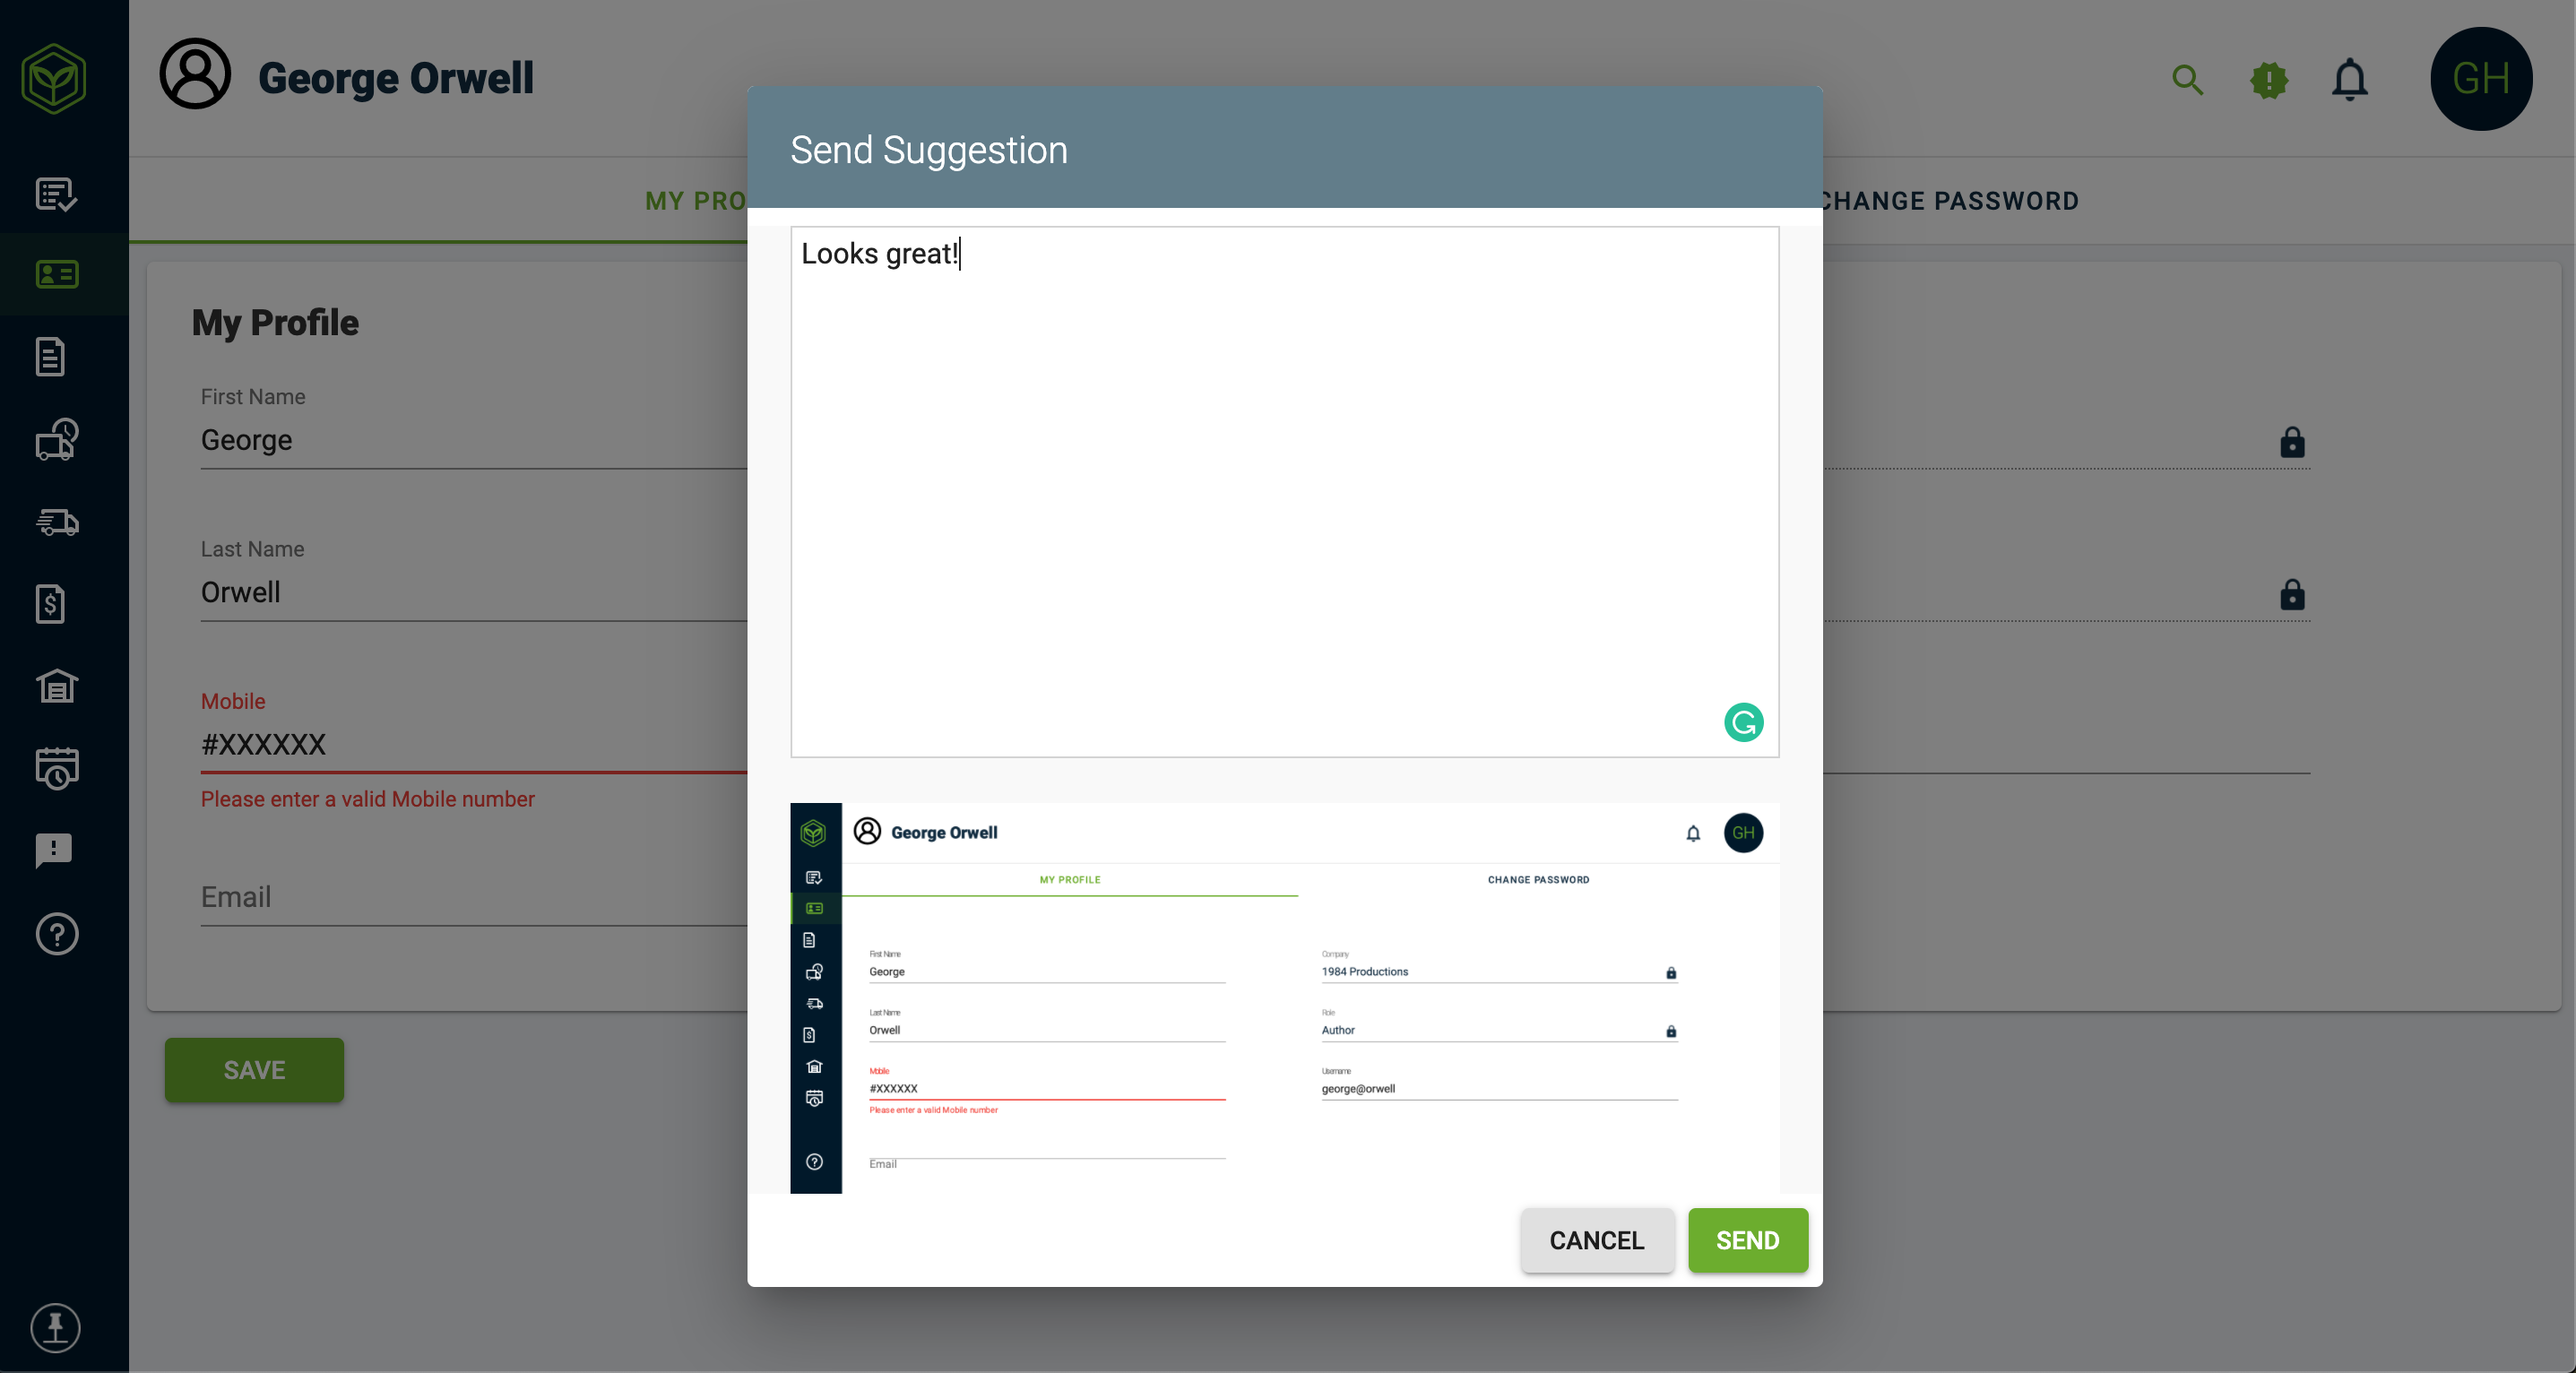 George Orwell
GH
MY PRO
CHANGE PASSWORD
My Profile
First Name
George
Last Name
Orwell
Mobile
#XXXXXX
Please enter a valid Mobile number
Email
SAVE
Send Suggestion
Looks great!
George Orwell
GH
MY PROFILE
CHANGE PASSWORD
First Name
George
Company
1984 Productions
Last Name
Orwell
Role
Author
Mobile
#XXXXXX
Please enter a valid Mobile number
Username
george@orwell
Email
CANCEL
SEND